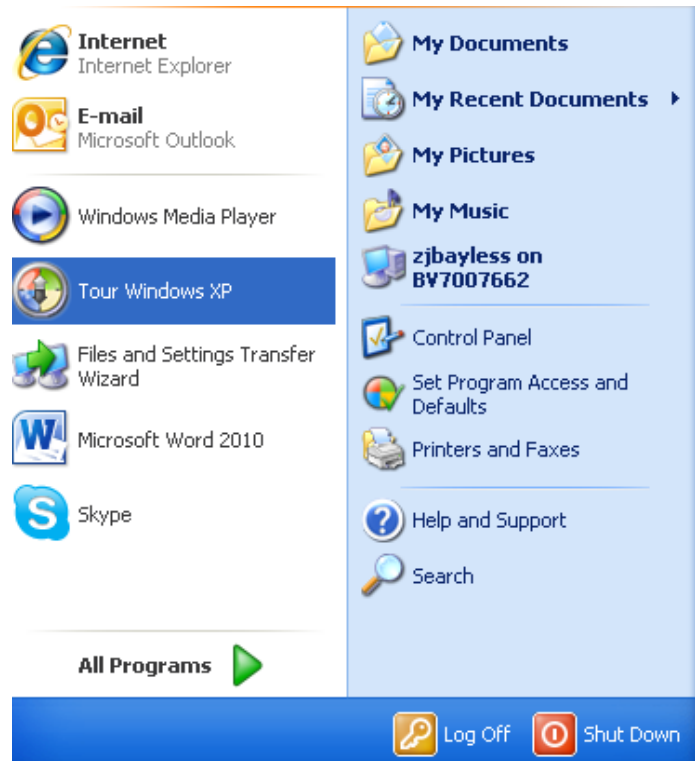 Internet
Internet Explorer
E-mail
Microsoft Outlook
Windows Media Player
Tour Windows XP
Files and Settings Transfer
Wizard
Microsoft Word 2010
Skype
All Programs
My Documents
My Recent Documents
My Pictures
My Music
zjbayless on
BV7007662
Control Panel
Set Program Access and
Defaults
Printers and Faxes
Help and Support
Search
Log Off
Shut Down